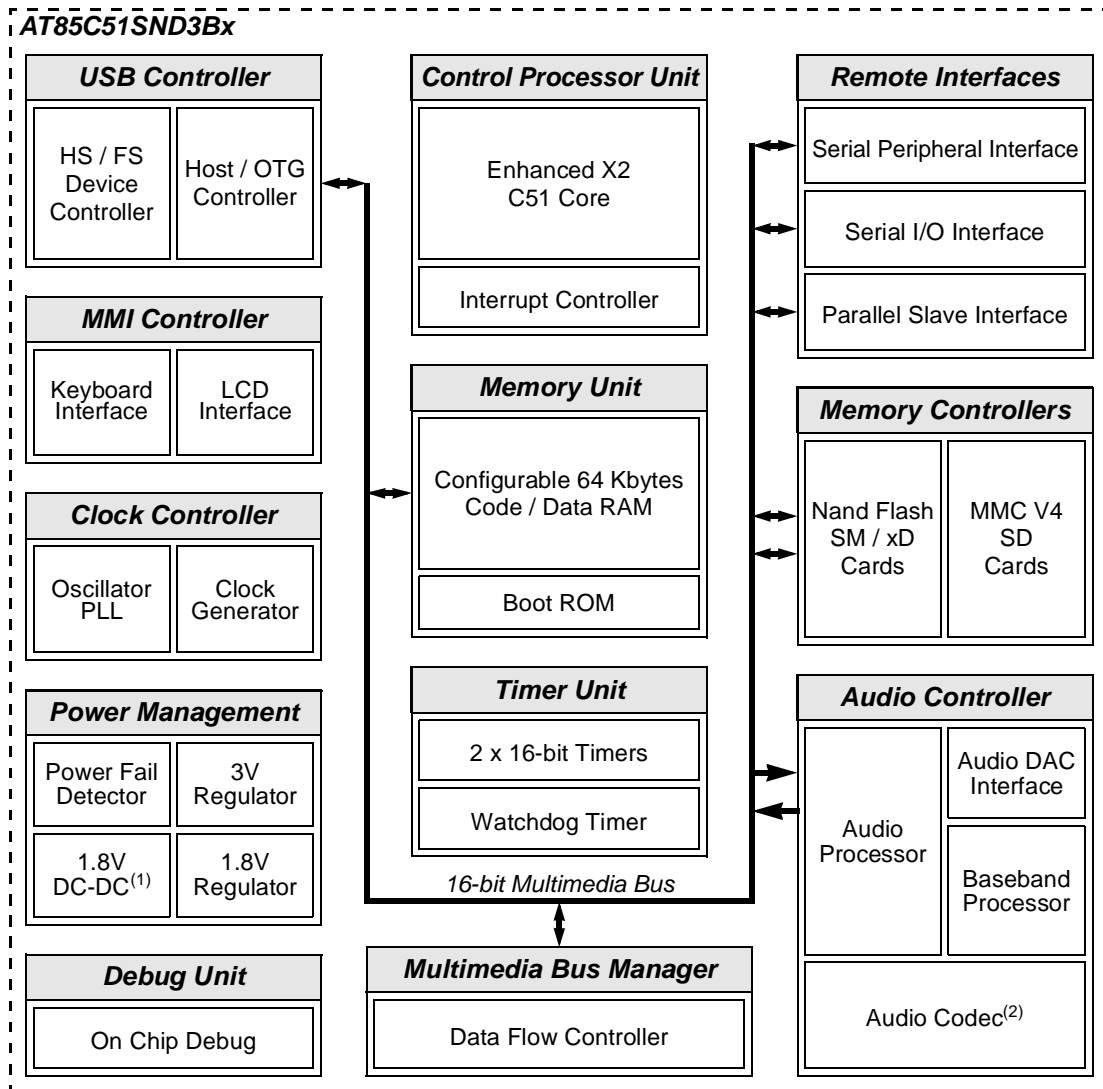 AT85C51SND3Bx
USB Controller
HS / FS
Device
Controller
Host / OTG
Controller
MMI Controller
Keyboard
Interface
LCD
Interface
Clock Controller
Oscillator
PLL
Clock
Generator
Power Management
Power Fail
Detector
3V
Regulator
1.8V
DC-DC(1)
1.8V
Regulator
Debug Unit
On Chip Debug
Control Processor Unit
Enhanced X2
C51 Core
Interrupt Controller
Memory Unit
Configurable 64 Kbytes
Code / Data RAM
Boot ROM
Timer Unit
2 x 16-bit Timers
Watchdog Timer
16-bit Multimedia Bus
Multimedia Bus Manager
Data Flow Controller
Remote Interfaces
Serial Peripheral Interface
Serial I/O Interface
Parallel Slave Interface
Memory Controllers
Nand Flash
SM / xD
Cards
MMC V4
SD
Cards
Audio Controller
Audio
Processor
Audio DAC
Interface
Baseband
Processor
Audio Codec(2)